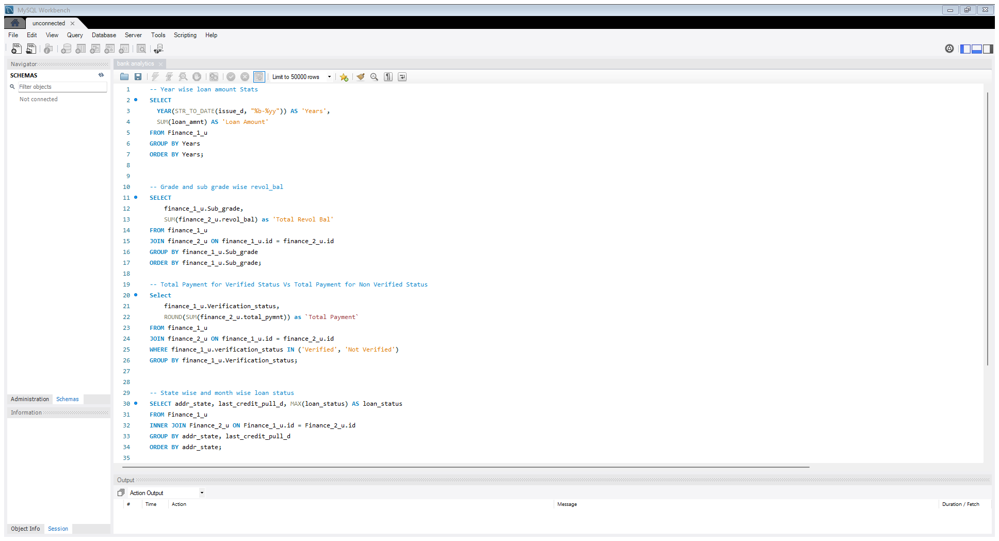 MySQL Workbench
unconnected
File Edit View Query Database Server Tools Scripting Help
Navigator
SCHEMAS
Filter objects
Not connected
Administration Schemas
Information
Object Info Session
bank analytics
Limit to 50000 rows
1 -- Year wise loan amount Stats
2 SELECT
3 YEAR(STR_TO_DATE(issue_d, "%b-%yy")) AS 'Years',
4 SUM(loan_amnt) AS 'Loan Amount'
5 FROM Finance_1_u
6 GROUP BY Years
7 ORDER BY Years;
8
9
10 -- Grade and sub grade wise revol_bal
11 SELECT
12 finance_1_u.Sub_grade,
13 SUM(finance_2_u.revol_bal) as 'Total Revol Bal'
14 FROM finance_1_u
15 JOIN finance_2_u ON finance_1_u.id = finance_2_u.id
16 GROUP BY finance_1_u.Sub_grade
17 ORDER BY finance_1_u.Sub_grade;
18
19 -- Total Payment for Verified Status Vs Total Payment for Non Verified Status
20 Select
21 finance_1_u.Verification_status,
22 ROUND(SUM(finance_2_u.total_pymnt)) as `Total Payment`
23 FROM finance_1_u
24 JOIN finance_2_u ON finance_1_u.id = finance_2_u.id
25 WHERE finance_1_u.verification_status IN ('Verified', 'Not Verified')
26 GROUP BY finance_1_u.Verification_status;
27
28
29 -- State wise and month wise loan status
30 SELECT addr_state, last_credit_pull_d, MAX(loan_status) AS loan_status
31 FROM Finance_1_u
32 INNER JOIN Finance_2_u ON Finance_1_u.id = Finance_2_u.id
33 GROUP BY addr_state, last_credit_pull_d
34 ORDER BY addr_state;
35
Output
Action Output
# Time Action Message Duration / Fetch